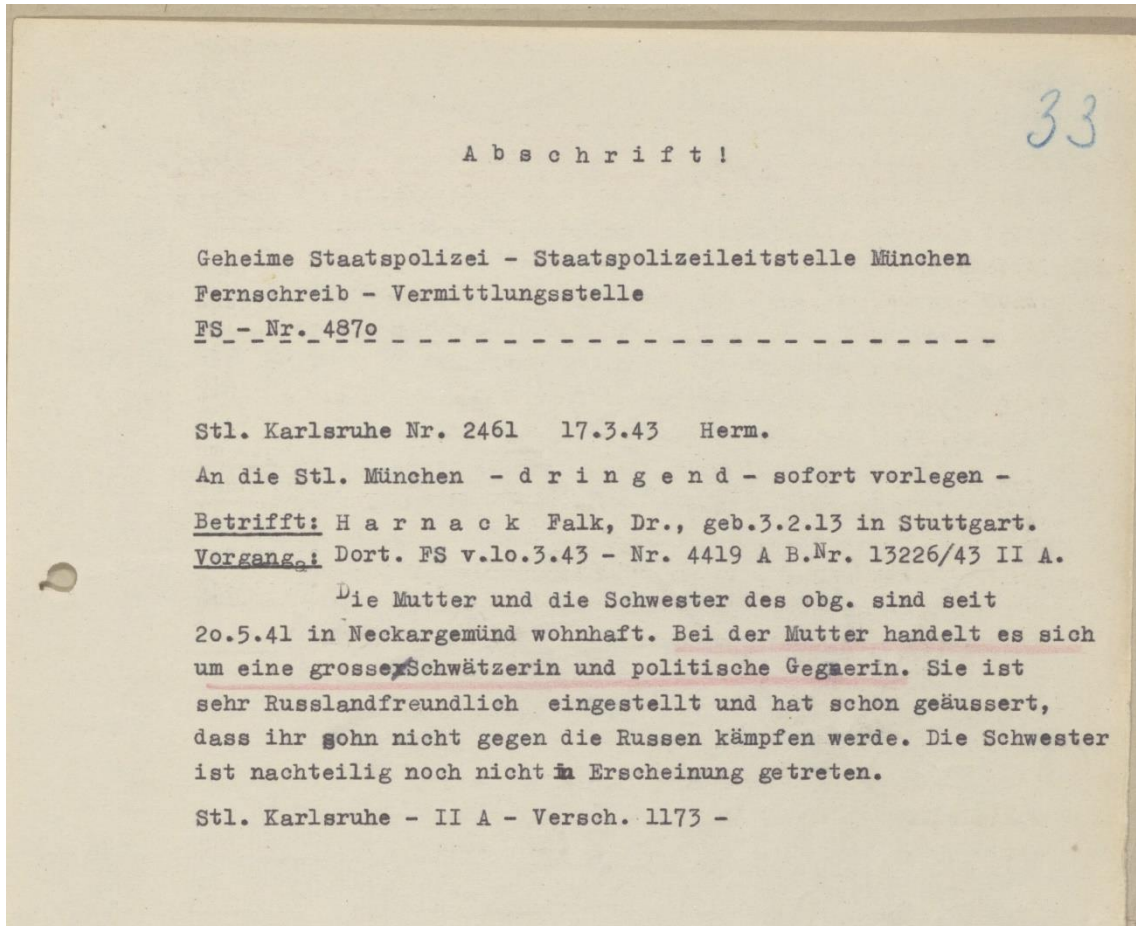 33
A b s c h r i f t !
Geheime Staatspolizei - Staatspolizeileitstelle München
Fernschreib - Vermittlungsstelle
FS - Nr. 487o - - - - - - - - - - - - - - - - - - - - - -
Stl. Karlsruhe Nr. 2461 17.3.43 Herm.
An die Stl. München - d r i n g e n d - sofort vorlegen -
Betrifft: H a r n a c k Falk, Dr., geb.3.2.13 in Stuttgart.
Vorgang.: Dort. FS v.1o.3.43 - Nr. 4419 A B.Nr. 13226/43 II A.
Die Mutter und die Schwester des obg. sind seit
2o.5.41 in Neckargemünd wohnhaft. Bei der Mutter handelt es sich
um eine grosse Schwätzerin und politische Gegnerin. Sie ist
sehr Russlandfreundlich eingestellt und hat schon geäussert,
dass ihr sohn nicht gegen die Russen kämpfen werde. Die Schwester
ist nachteilig noch nicht in Erscheinung getreten.
Stl. Karlsruhe - II A - Versch. 1173 -